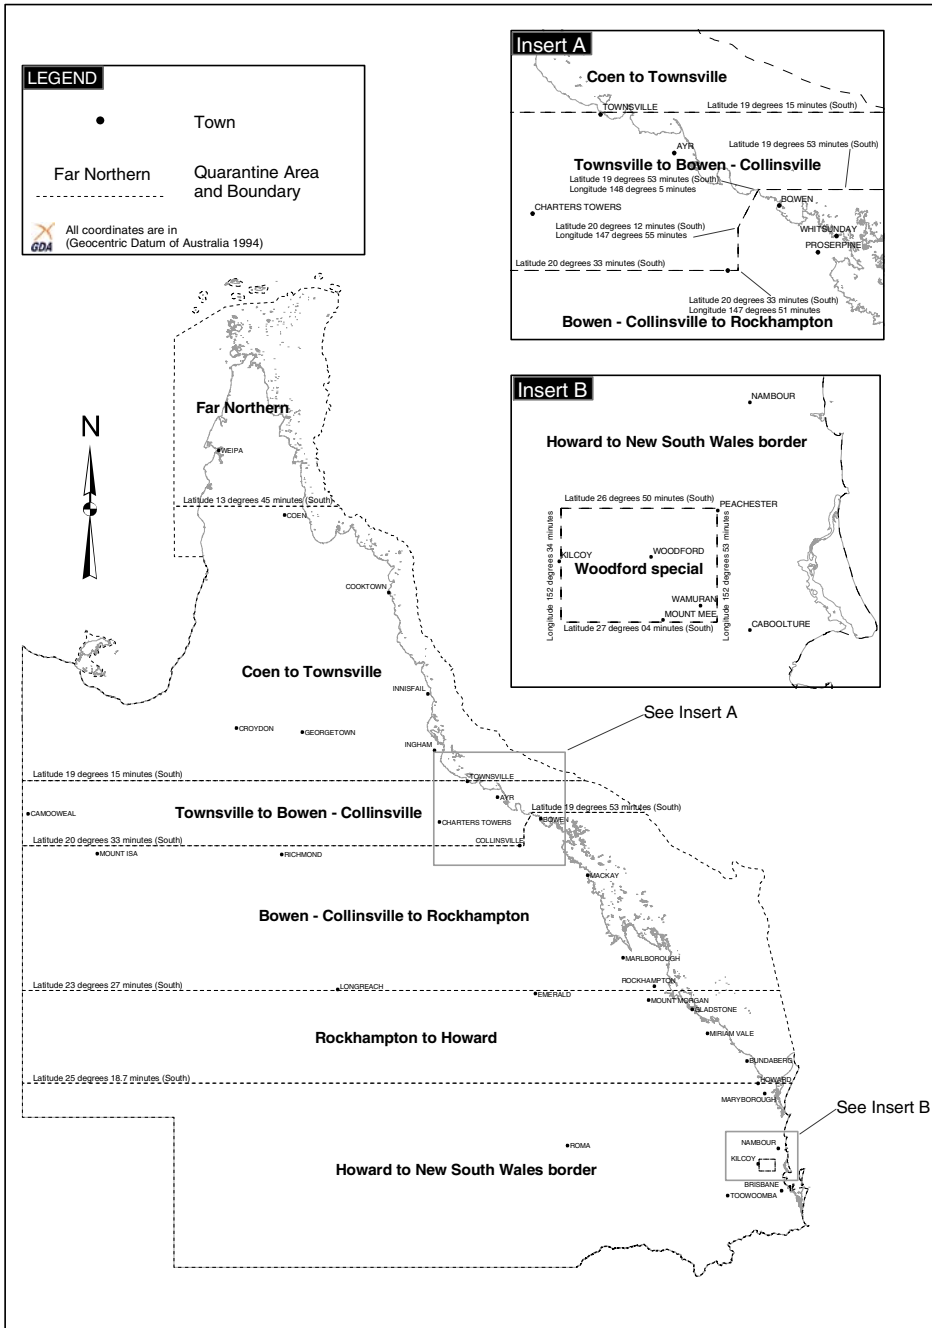 LEGEND
Town
Far Northern
Quarantine Area
and Boundary
GDA
All coordinates are in
(Geocentric Datum of Australia 1994)
Insert A
Coen to Townsville
TOWNSVILLE
Latitude 19 degrees 15 minutes (South)
AYR
Latitude 19 degrees 53 minutes (South)
Townsville to Bowen - Collinsville
Latitude 19 degrees 53 minutes (South)
Longitude 148 degrees 5 minutes
BOWEN
CHARTERS TOWERS
Latitude 20 degrees 12 minutes (South)
Longitude 147 degrees 55 minutes
WHITSUNDAY
PROSERPINE
Latitude 20 degrees 33 minutes (South)
Latitude 20 degrees 33 minutes (South)
Longitude 147 degrees 51 minutes
Bowen - Collinsville to Rockhampton
Insert B
NAMBOUR
Howard to New South Wales border
Latitude 26 degrees 50 minutes (South)
PEACHESTER
Longitude 152 degrees 34 minutes
Longitude 152 degrees 53 minutes
KILCOY
WOODFORD
Woodford special
WAMURAN
MOUNT MEE
Latitude 27 degrees 04 minutes (South)
CABOOLTURE
N
Far Northern
WEIPA
Latitude 13 degrees 45 minutes (South)
COEN
COOKTOWN
Coen to Townsville
INNISFAIL
See Insert A
CROYDON
GEORGETOWN
INGHAM
Latitude 19 degrees 15 minutes (South)
TOWNSVILLE
AYR
Latitude 19 degrees 53 minutes (South)
CAMOOWEAL
Townsville to Bowen - Collinsville
CHARTERS TOWERS
BOWEN
Latitude 20 degrees 33 minutes (South)
COLLINSVILLE
MOUNT ISA
RICHMOND
MACKAY
Bowen - Collinsville to Rockhampton
MARLBOROUGH
Latitude 23 degrees 27 minutes (South)
LONGREACH
ROCKHAMPTON
EMERALD
MOUNT MORGAN
GLADSTONE
Rockhampton to Howard
MIRIAM VALE
BUNDABERG
Latitude 25 degrees 18.7 minutes (South)
HOWARD
MARYBOROUGH
See Insert B
ROMA
NAMBOUR
KILCOY
Howard to New South Wales border
BRISBANE
TOOWOOMBA